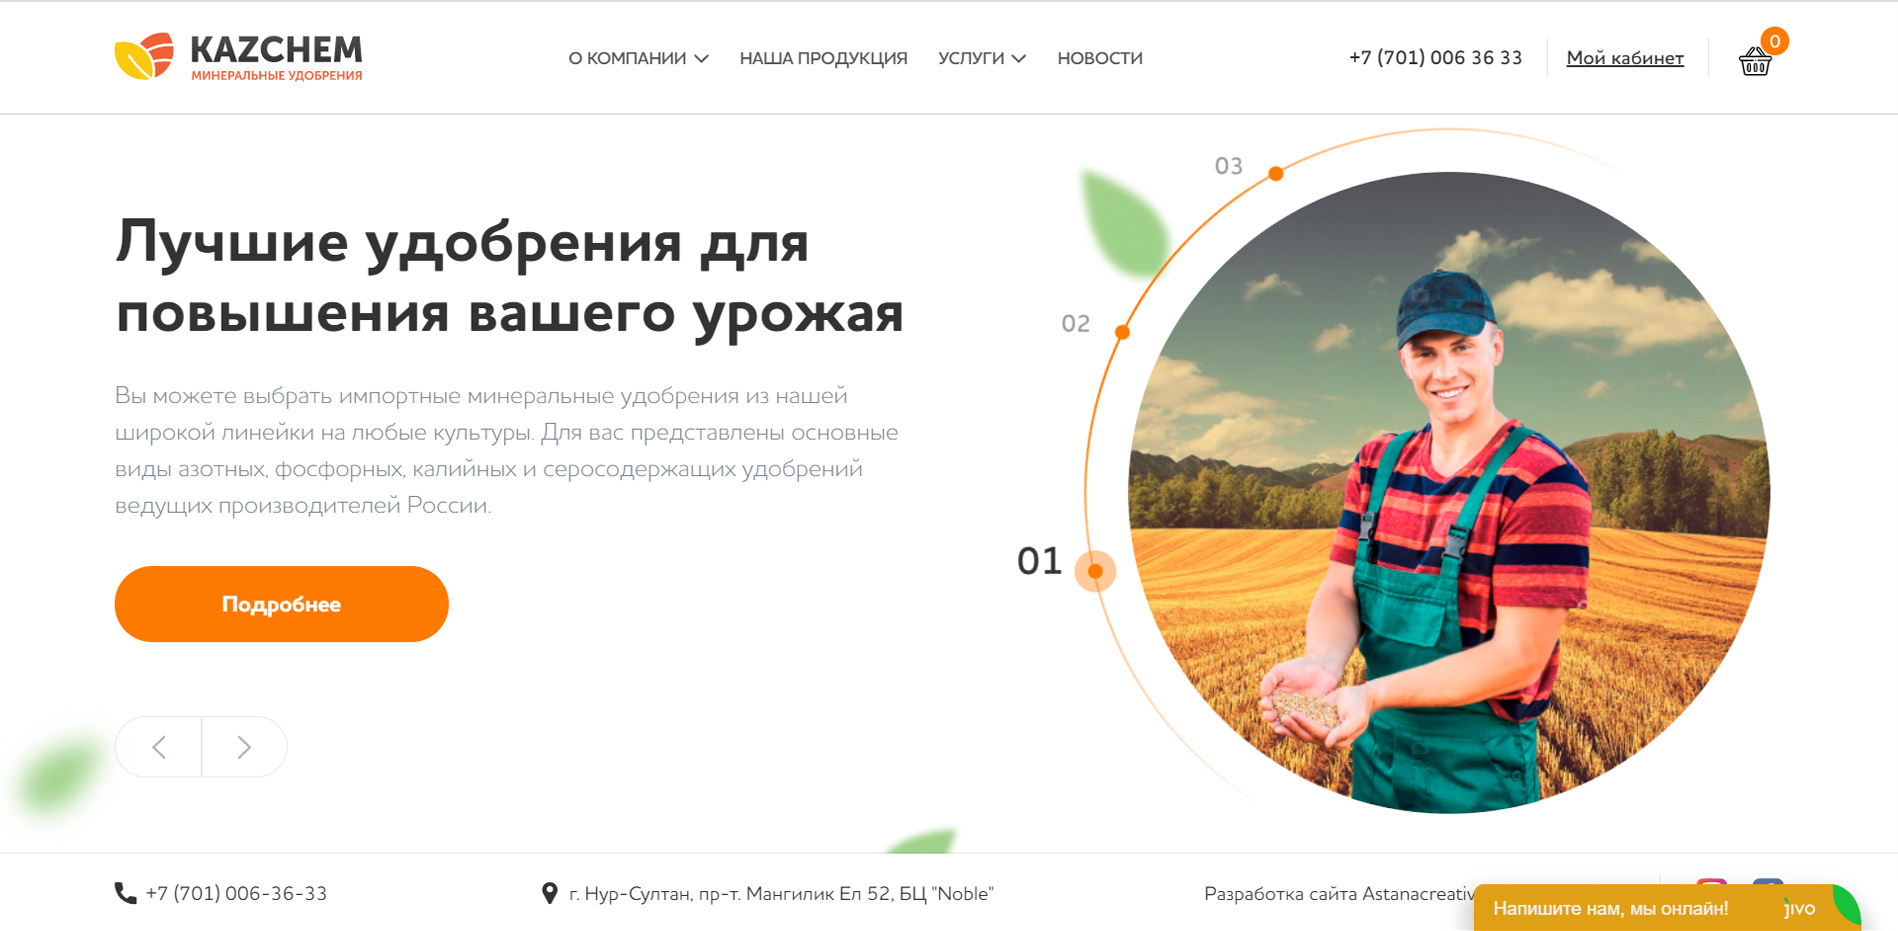 KAZCHEM
МИНЕРАЛЬНЫЕ УДОБРЕНИЯ
О КОМПАНИИ
НАША ПРОДУКЦИЯ
УСЛУГИ
НОВОСТИ
+7 (701) 006 36 33
Мой кабинет
0
Лучшие удобрения для
повышения вашего урожая
Вы можете выбрать импортные минеральные удобрения из нашей
широкой линейки на любые культуры. Для вас представлены основные
виды азотных, фосфорных, калийных и серосодержащих удобрений
ведущих производителей России.
Подробнее
03
02
01
+7 (701) 006-36-33
г. Нур-Султан, пр-т. Мангилик Ел 52, БЦ "Noble"
Разработка сайта Astanacreativ
Напишите нам, мы онлайн!
jivo